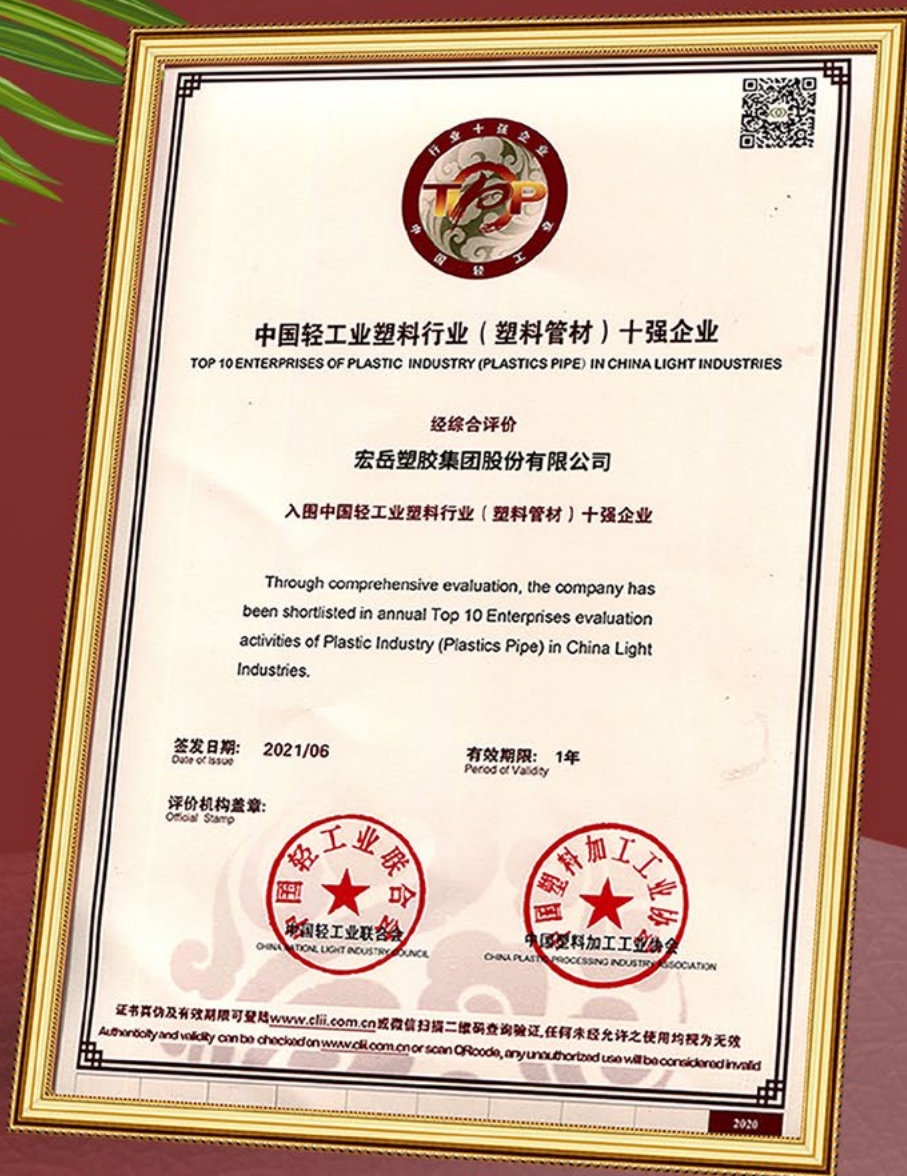 行业十强企业
TOP
中国轻工业
中国轻工业塑料行业（塑料管材）十强企业
TOP 10 ENTERPRISES OF PLASTIC INDUSTRY (PLASTICS PIPE) IN CHINA LIGHT INDUSTRIES
经综合评价
宏岳塑胶集团股份有限公司
入围中国轻工业塑料行业（塑料管材）十强企业
Through comprehensive evaluation, the company has
been shortlisted in annual Top 10 Enterprises evaluation
activities of Plastic Industry (Plastics Pipe) in China Light
Industries.
签发日期: 2021/06
Date of Issue
有效期限: 1年
Period of Validity
评价机构盖章:
Official Stamp
中国轻工业联合会
中国轻工业联合会
CHINA NATIONL LIGHT INDUSTRY COUNCIL
中国塑料加工工业协会
中国塑料加工工业协会
CHINA PLASTIC PROCESSING INDUSTRY ASSOCIATION
证书真伪及有效期限可登陆www.clii.com.cn或微信扫描二维码查询验证,任何未经允许之使用均视为无效
Authenticity and validity can be checked on www.clii.com.cn or scan QRcode, any unauthorized use will be considered invalid
2020